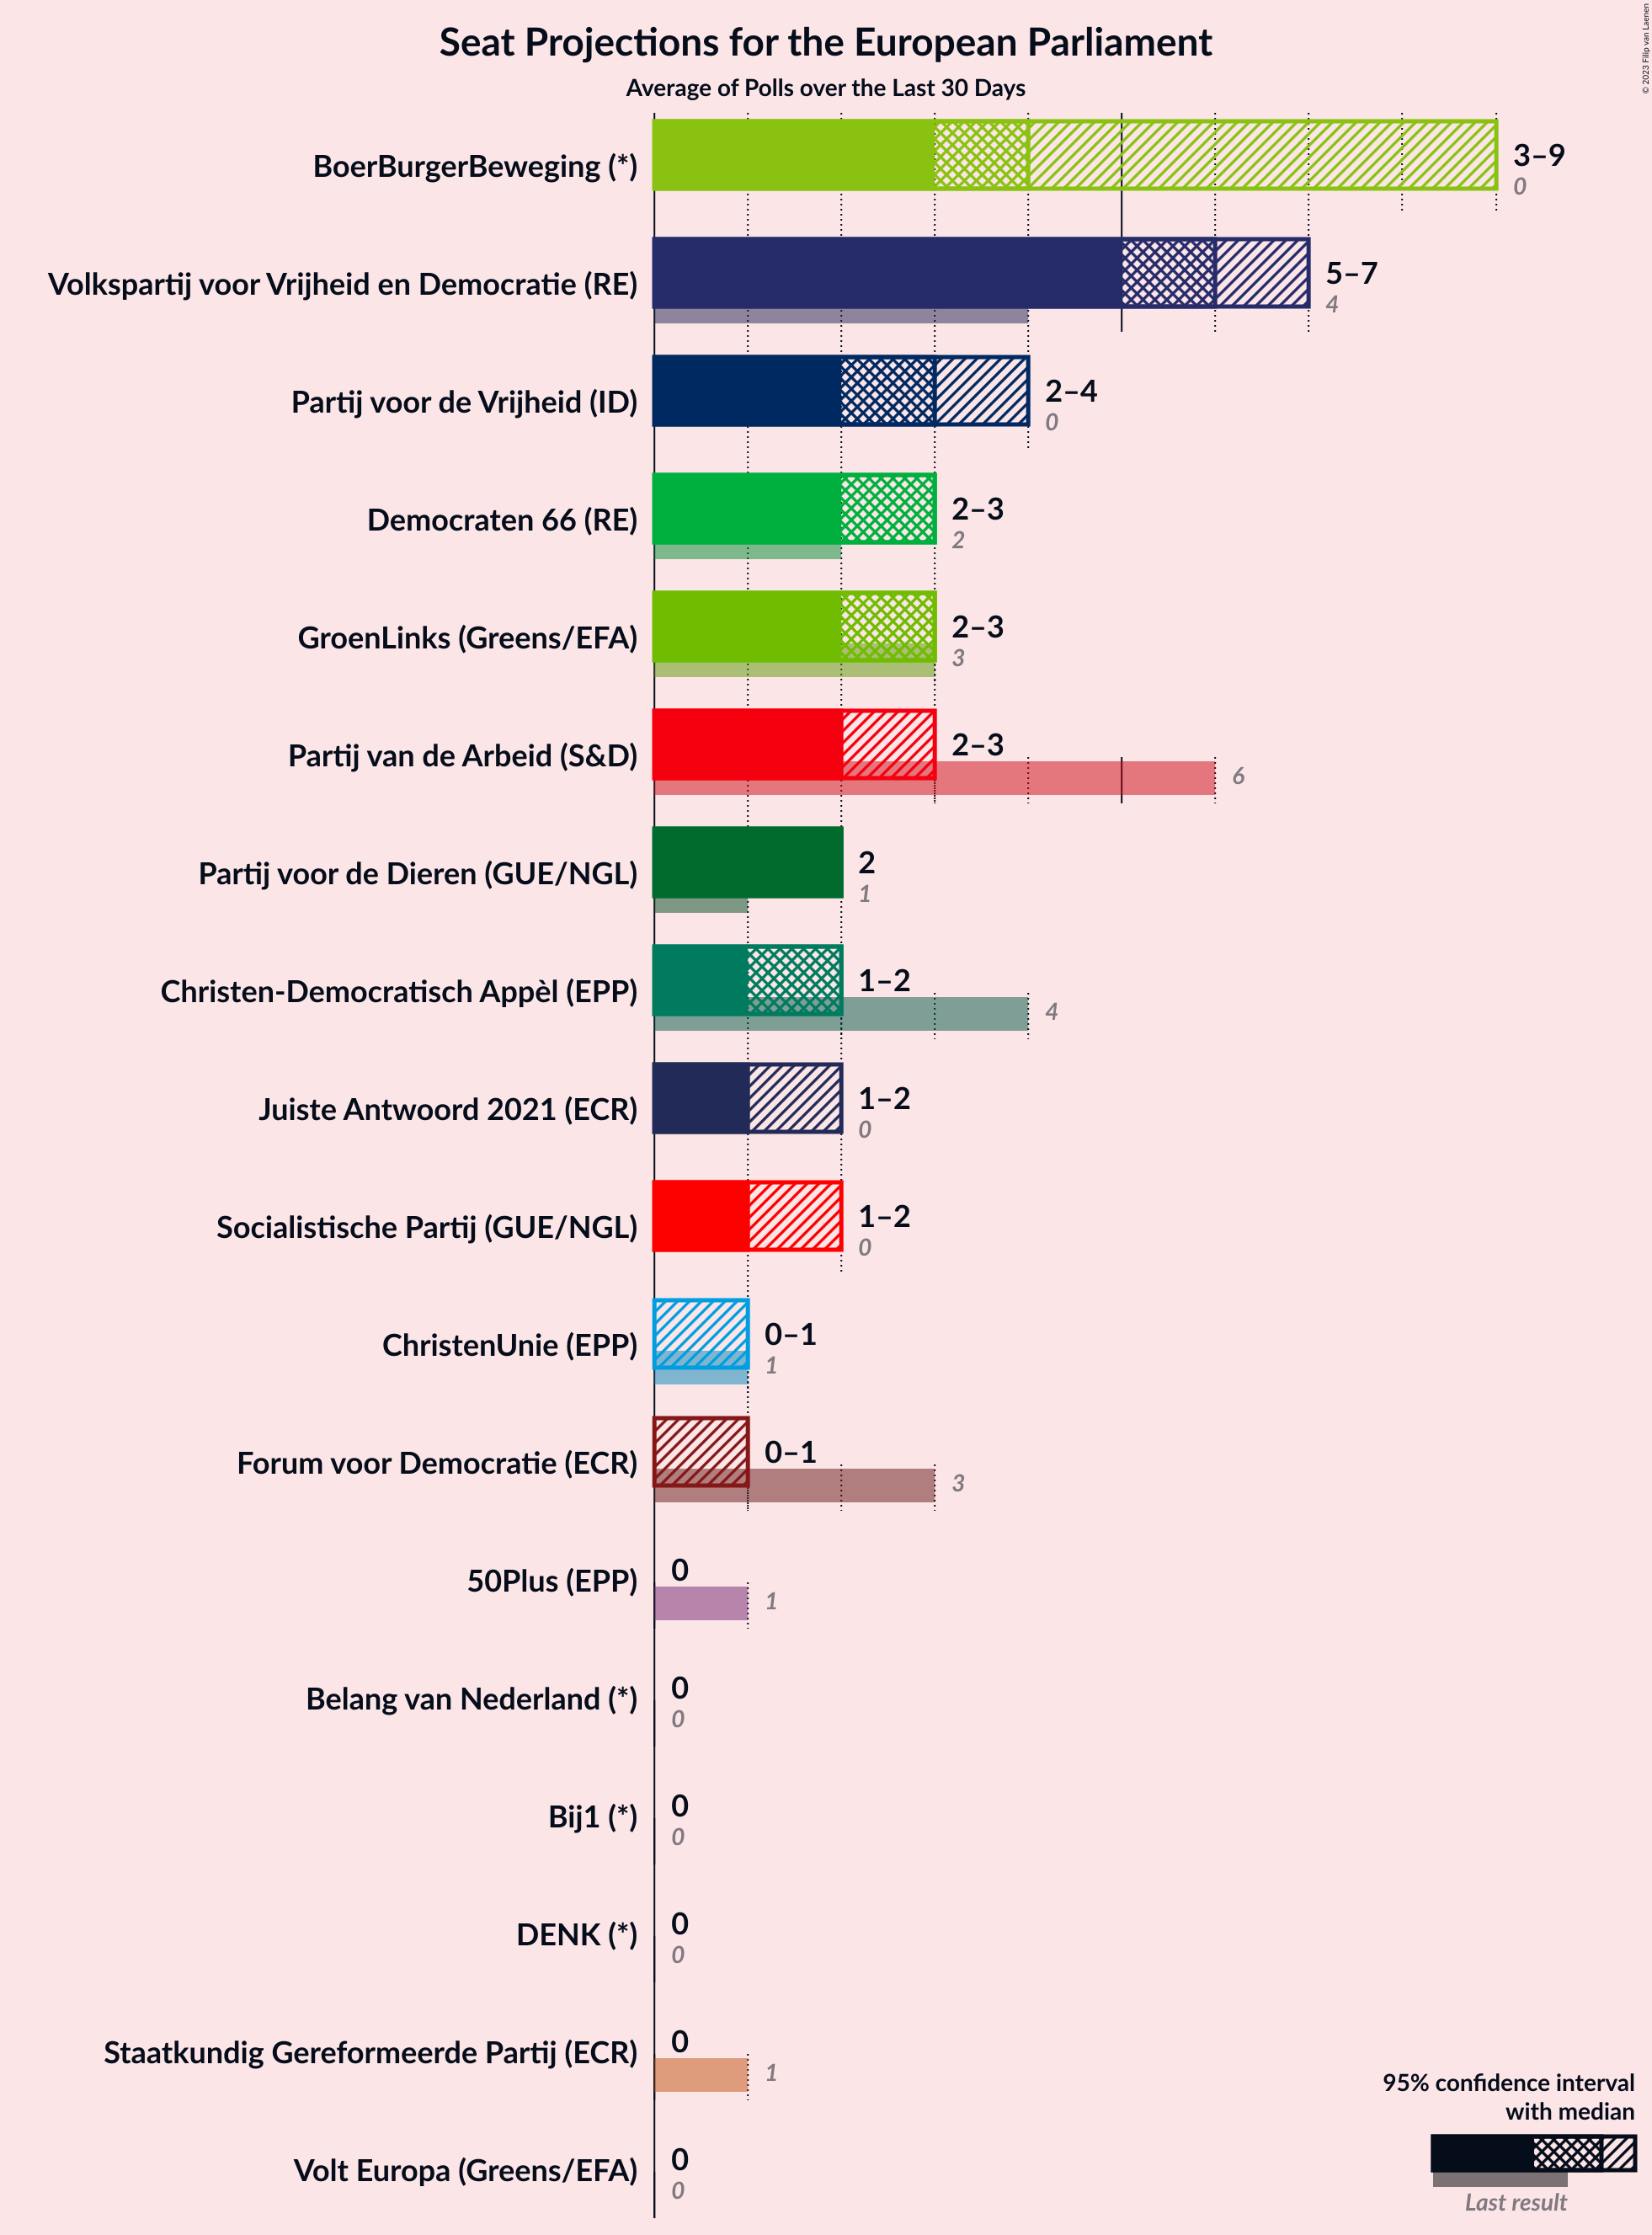 Seat Projections for the European Parliament
Average of Polls over the Last 30 Days
© 2023 Filip van Laenen
BoerBurgerBeweging (*)
3–9
0
Volkspartij voor Vrijheid en Democratie (RE)
5–7
4
Partij voor de Vrijheid (ID)
2–4
0
Democraten 66 (RE)
2–3
2
GroenLinks (Greens/EFA)
2–3
3
Partij van de Arbeid (S&D)
2–3
6
Partij voor de Dieren (GUE/NGL)
2
1
Christen-Democratisch Appèl (EPP)
1–2
4
Juiste Antwoord 2021 (ECR)
1–2
0
Socialistische Partij (GUE/NGL)
1–2
0
ChristenUnie (EPP)
0–1
1
Forum voor Democratie (ECR)
0–1
3
50Plus (EPP)
0
1
Belang van Nederland (*)
0
0
Bij1 (*)
0
0
DENK (*)
0
0
Staatkundig Gereformeerde Partij (ECR)
0
1
Volt Europa (Greens/EFA)
0
0
95% confidence interval
with median
Last result